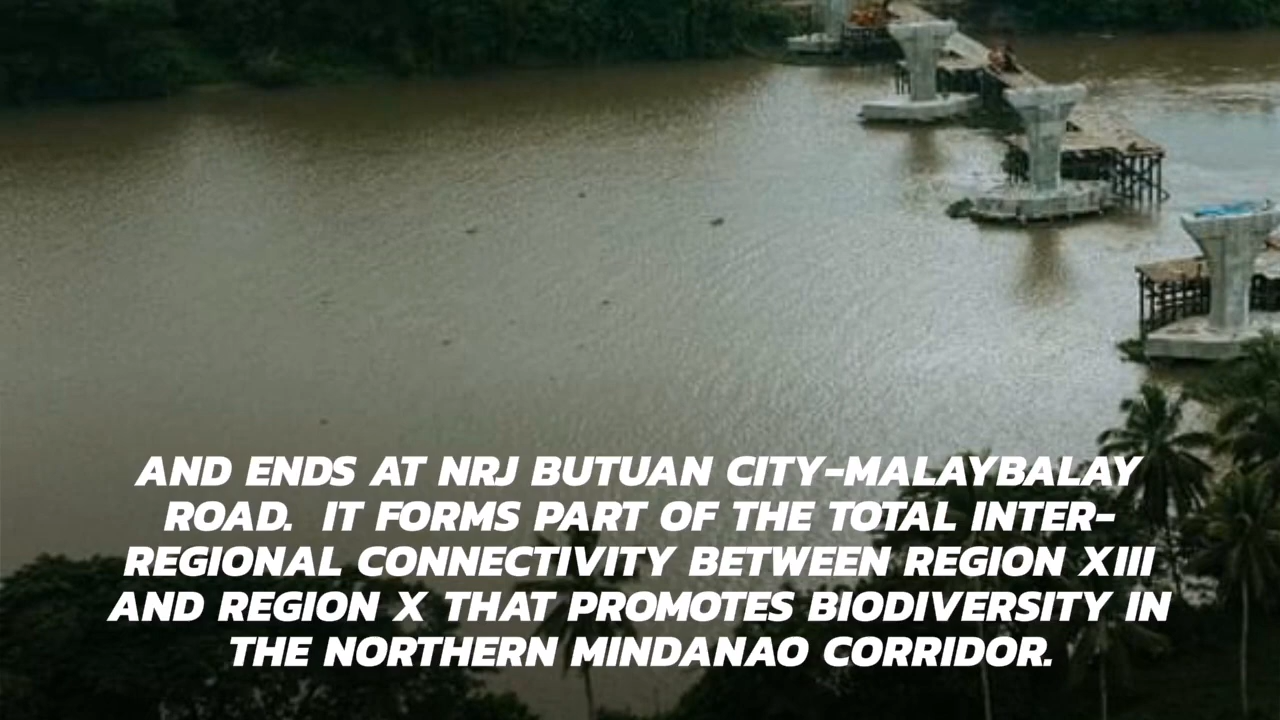 AND ENDS AT NRJ BUTUAN CITY-MALAYBALAY
ROAD.  IT FORMS PART OF THE TOTAL INTER-
REGIONAL CONNECTIVITY BETWEEN REGION XIII
AND REGION X THAT PROMOTES BIODIVERSITY IN
THE NORTHERN MINDANAO CORRIDOR.